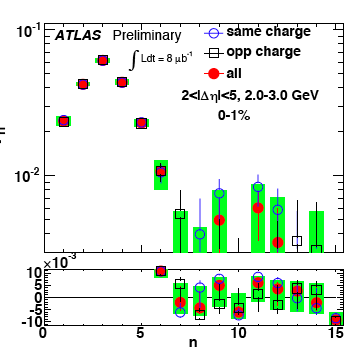 10⁻¹
ATLAS Preliminary
∫ Ldt = 8 μb⁻¹
same charge
opp charge
all
2<|Δη|<5, 2.0-3.0 GeV
0-1%
10⁻²
×10⁻³
10
5
0
-5
-10
0 5 10 15
n